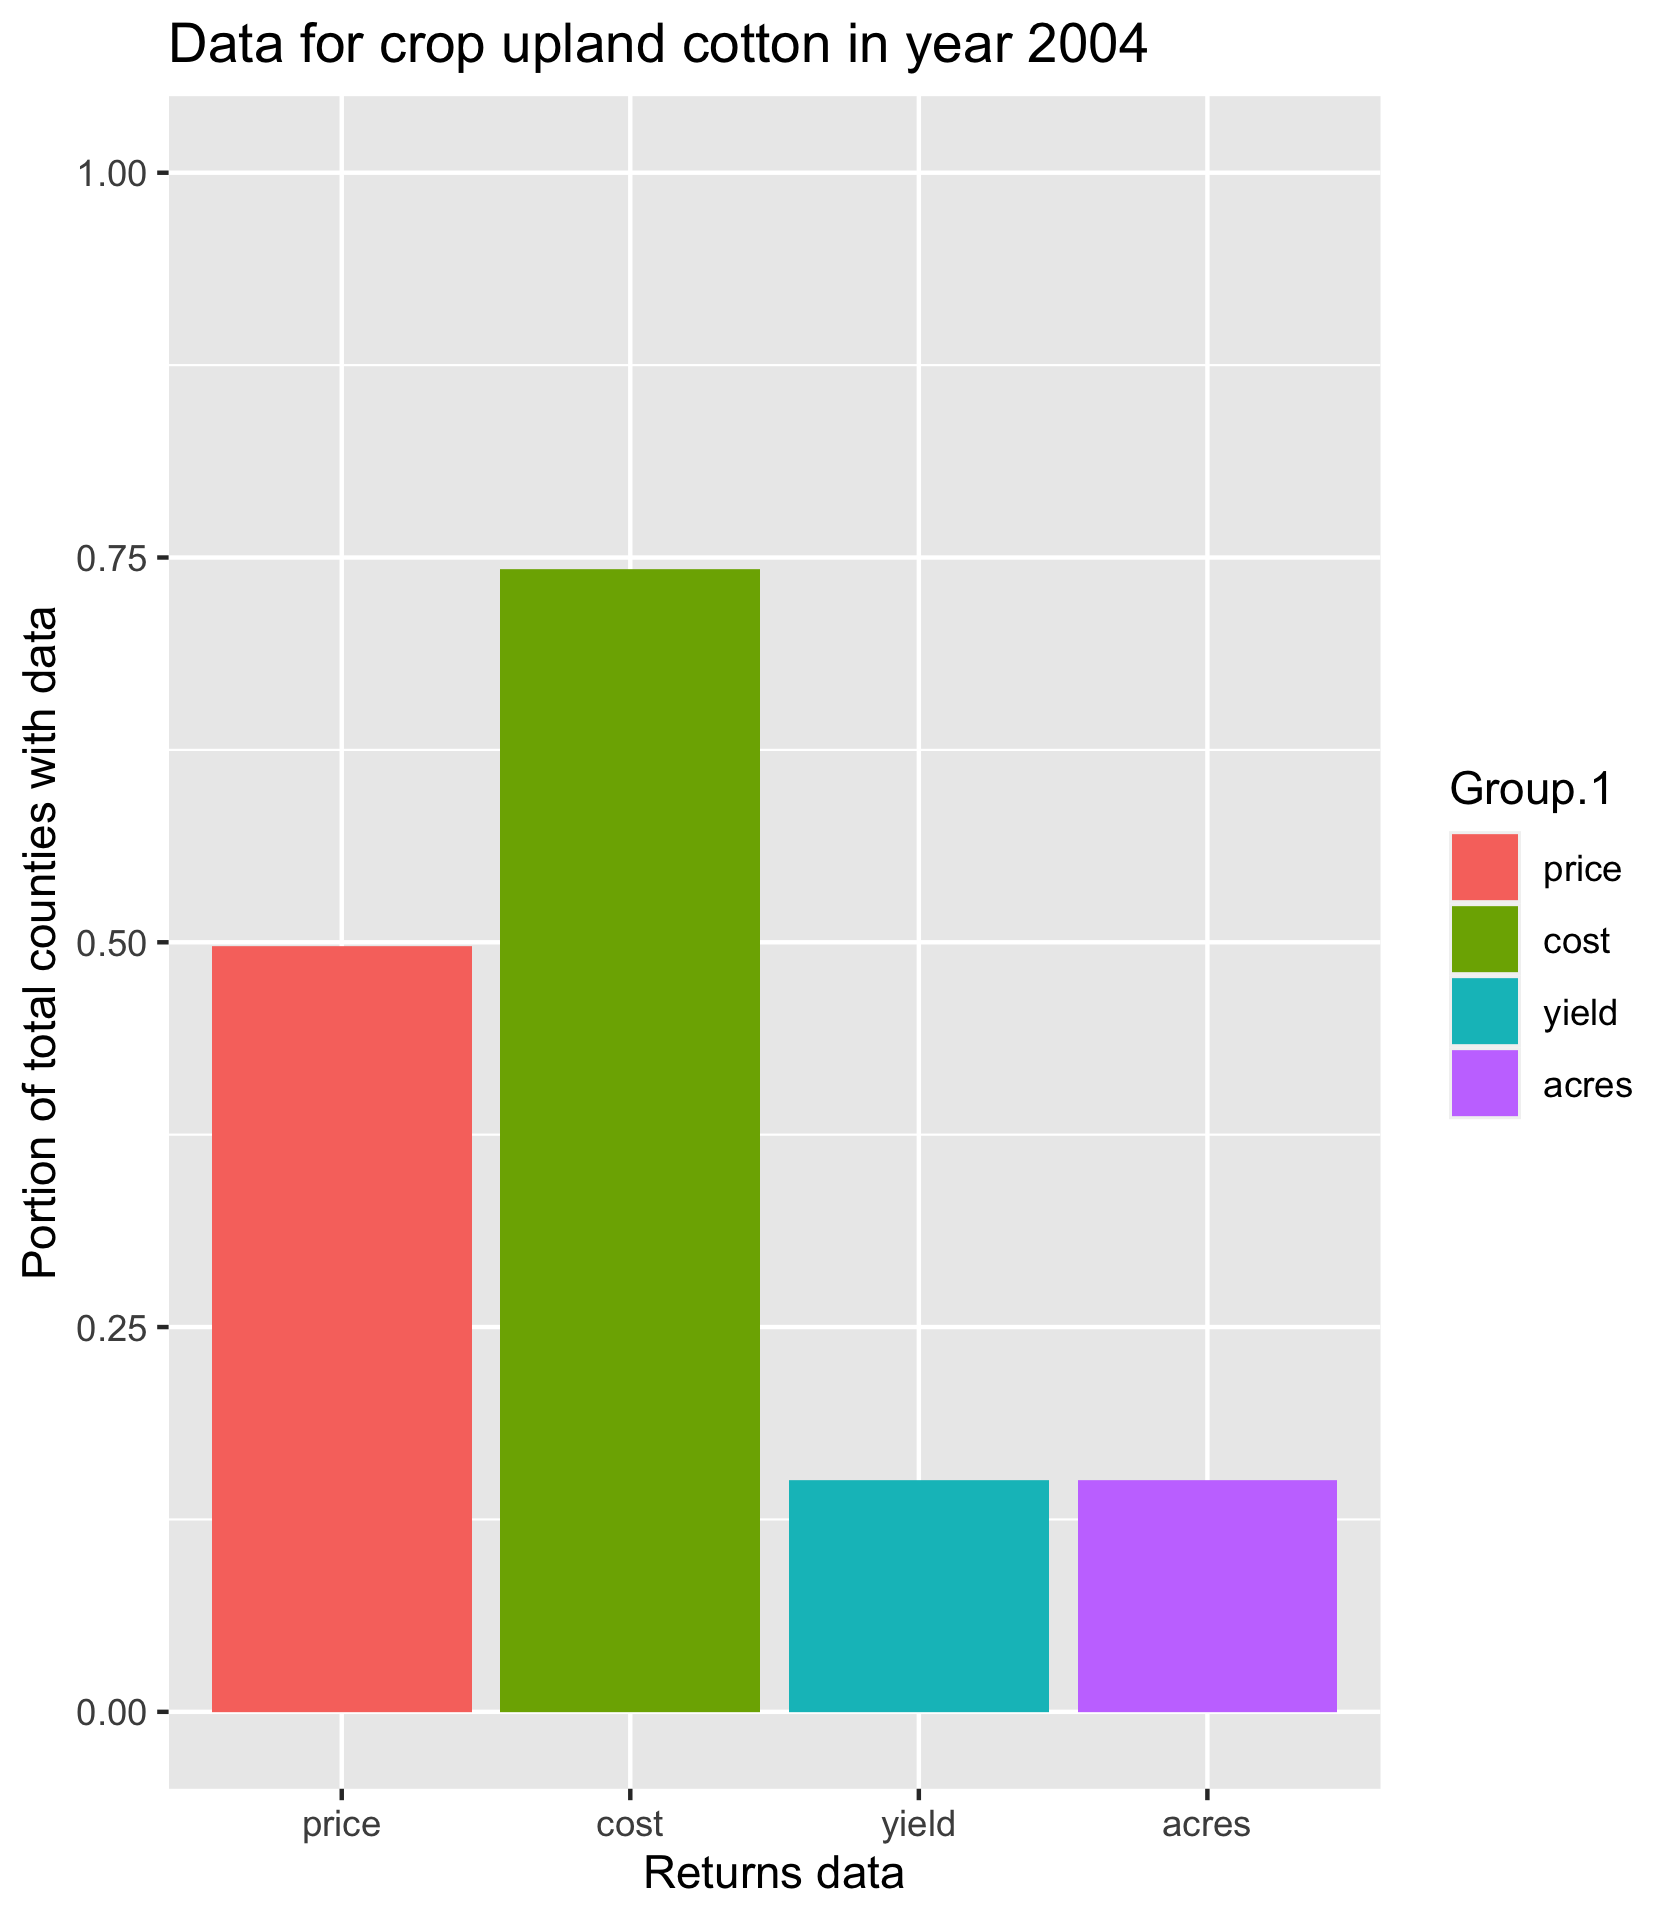 Data for crop upland cotton in year 2004
Portion of total counties with data
1.00
0.75
0.50
0.25
0.00
price
cost
yield
acres
Returns data
Group.1
price
cost
yield
acres